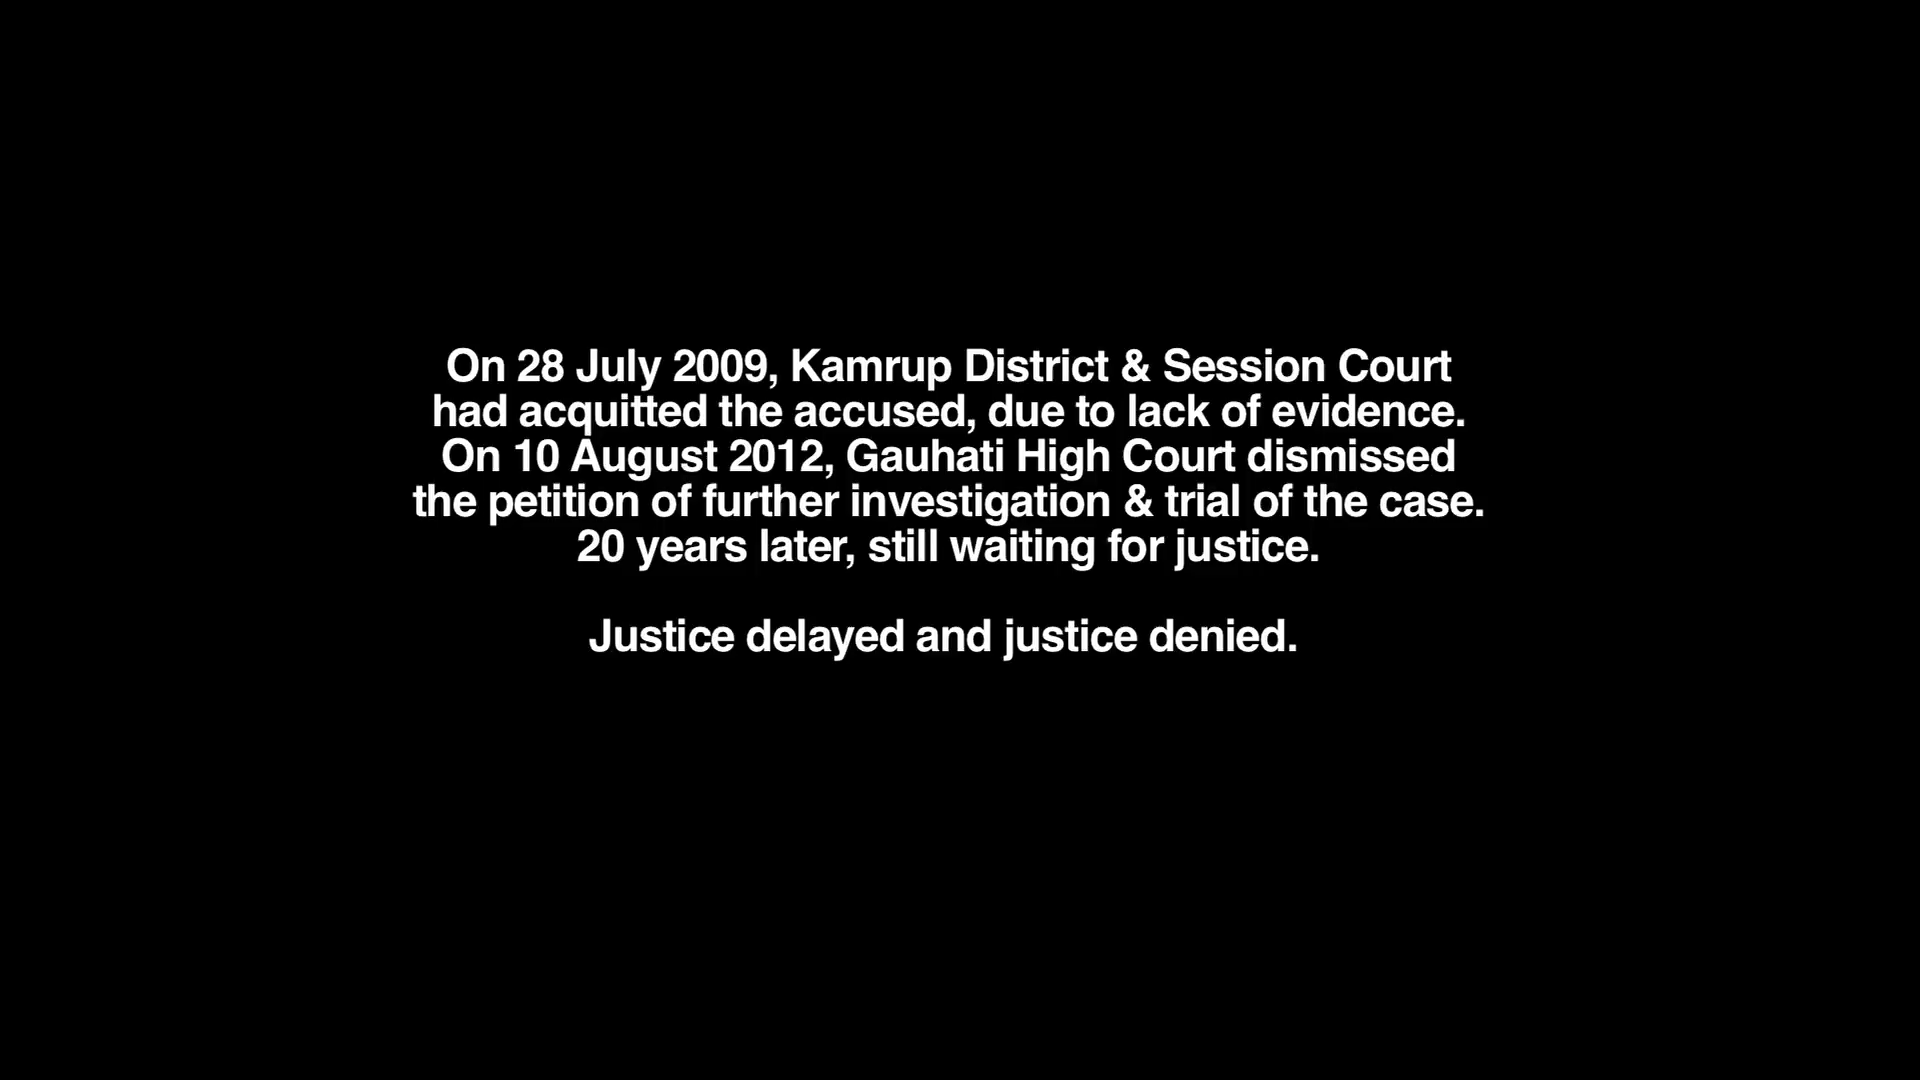 On 28 July 2009, Kamrup District & Session Court
had acquitted the accused, due to lack of evidence.
On 10 August 2012, Gauhati High Court dismissed
the petition of further investigation & trial of the case.
20 years later, still waiting for justice.
Justice delayed and justice denied.